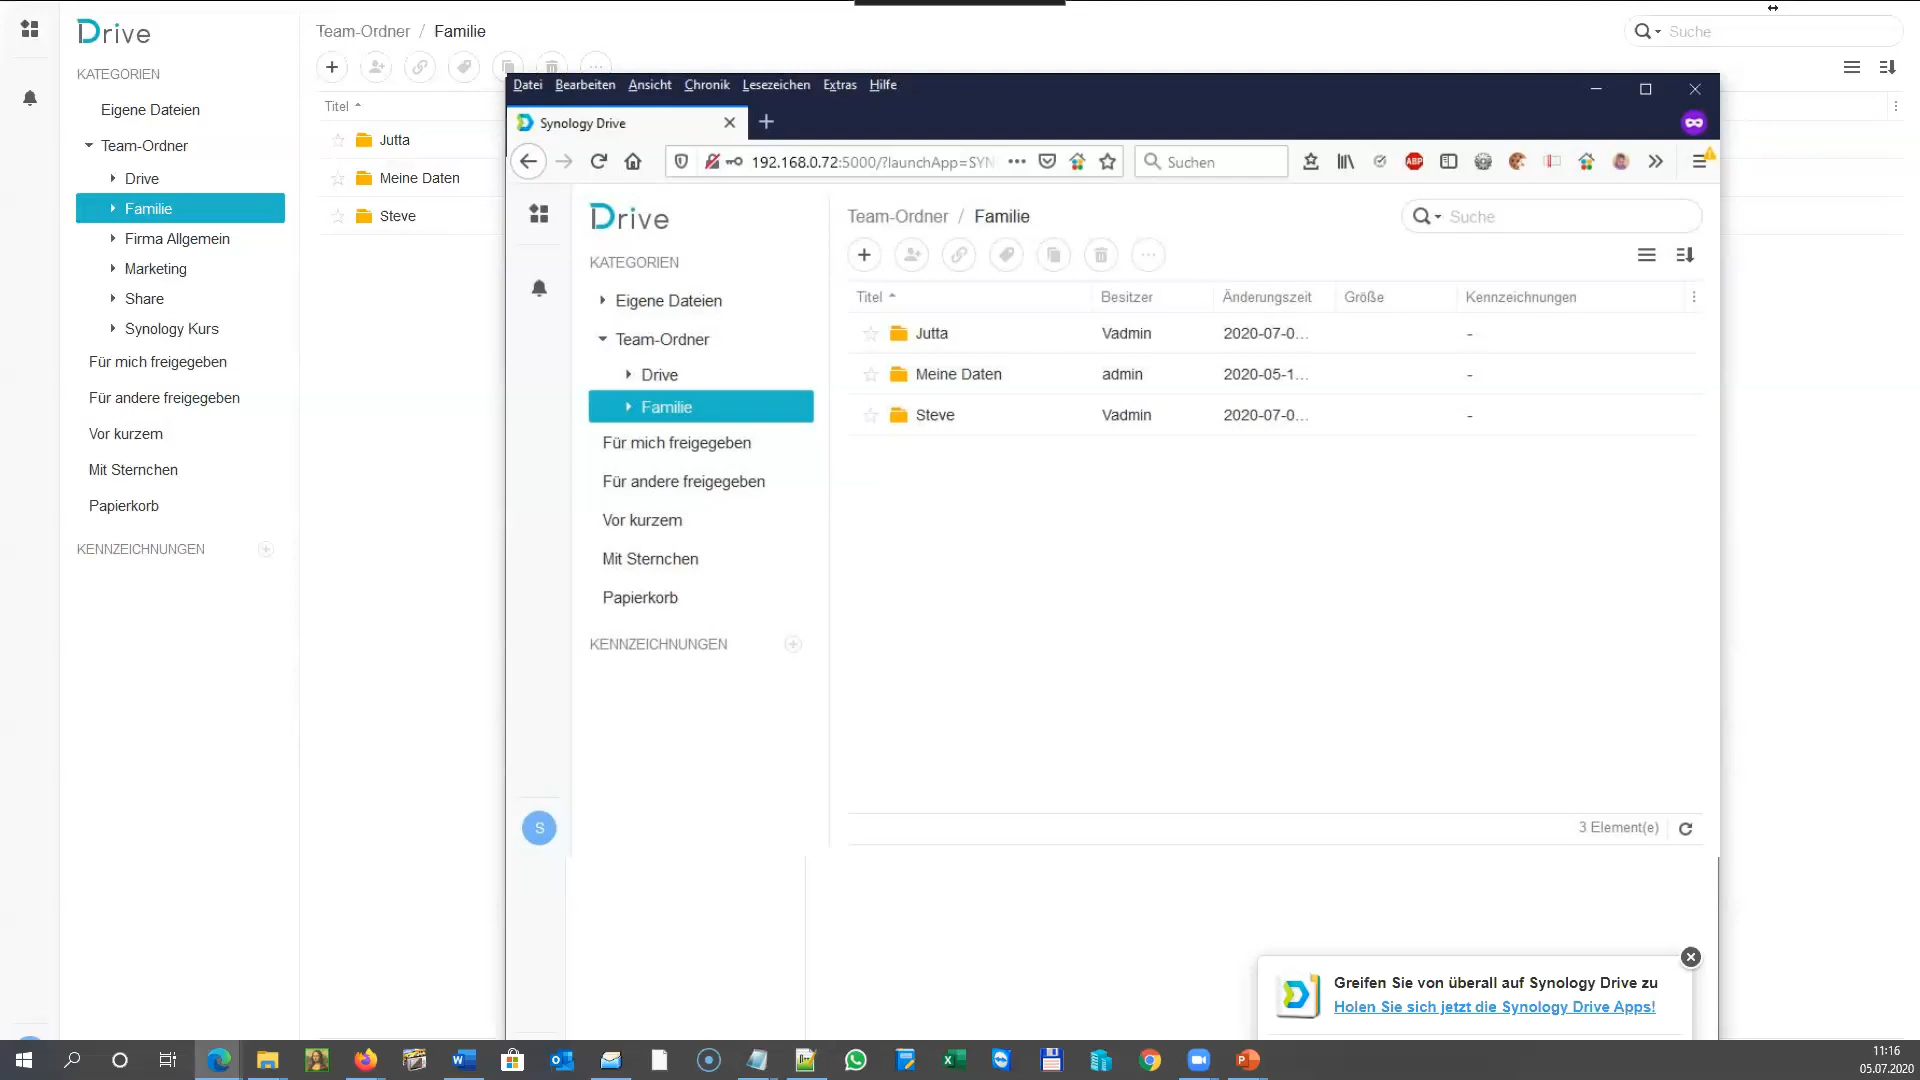 Drive
KATEGORIEN
Eigene Dateien
Team-Ordner
Drive
Familie
Firma Allgemein
Marketing
Share
Synology Kurs
Für mich freigegeben
Für andere freigegeben
Vor kurzem
Mit Sternchen
Papierkorb
KENNZEICHNUNGEN
Team-Ordner / Familie
Suche
Titel
Jutta
Meine Daten
Steve
Datei Bearbeiten Ansicht Chronik Lesezeichen Extras Hilfe
Synology Drive
192.168.0.72:5000/?launchApp=SYN
Suchen
ABP
Drive
KATEGORIEN
Eigene Dateien
Team-Ordner
Drive
Familie
Für mich freigegeben
Für andere freigegeben
Vor kurzem
Mit Sternchen
Papierkorb
KENNZEICHNUNGEN
S
Team-Ordner / Familie
Suche
Titel Besitzer Änderungszeit Größe Kennzeichnungen
Jutta Vadmin 2020-07-0... -
Meine Daten admin 2020-05-1... -
Steve Vadmin 2020-07-0... -
3 Element(e)
Greifen Sie von überall auf Synology Drive zu
Holen Sie sich jetzt die Synology Drive Apps!
11:16
05.07.2020